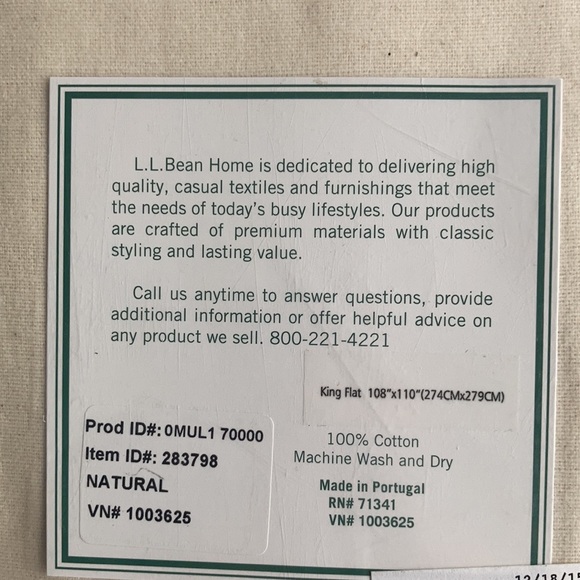 L.L.Bean Home is dedicated to delivering high
quality, casual textiles and furnishings that meet
the needs of today's busy lifestyles. Our products
are crafted of premium materials with classic
styling and lasting value.
Call us anytime to answer questions, provide
additional information or offer helpful advice on
any product we sell. 800-221-4221
King Flat 108"x110"(274CMx279CM)
Prod ID#: 0MUL1 70000
Item ID#: 283798
NATURAL
VN# 1003625
100% Cotton
Machine Wash and Dry
Made in Portugal
RN# 71341
VN# 1003625